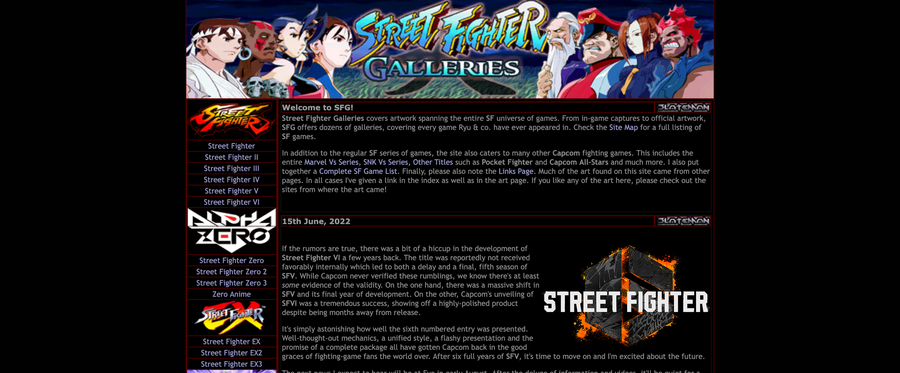 STREET FIGHTER
GALLERIES
STREET
FIGHTER
Street Fighter
Street Fighter II
Street Fighter III
Street Fighter IV
Street Fighter V
Street Fighter VI
ALPHA
ZERO
Street Fighter Zero
Street Fighter Zero 2
Street Fighter Zero 3
Zero Anime
STREET FIGHTER
Street Fighter EX
Street Fighter EX2
Street Fighter EX3
Welcome to SFG!
Street Fighter Galleries covers artwork spanning the entire SF universe of games. From in-game captures to official artwork,
SFG offers dozens of galleries, covering every game Ryu & co. have ever appeared in. Check the Site Map for a full listing of
SF games.
In addition to the regular SF series of games, the site also caters to many other Capcom fighting games. This includes the
entire Marvel Vs Series, SNK Vs Series, Other Titles such as Pocket Fighter and Capcom All-Stars and much more. I also put
together a Complete SF Game List. Finally, please also note the Links Page. Much of the art found on this site came from other
pages. In all cases I've given a link in the index as well as in the art page. If you like any of the art here, please check out the
sites from where the art came!
15th June, 2022
If the rumors are true, there was a bit of a hiccup in the development of
Street Fighter VI a few years back. The title was reportedly not received
favorably internally which led to both a delay and a final, fifth season of
SFV. While Capcom never verified these rumblings, we know there's at least
some evidence of the validity. On the one hand, there was a massive shift in
SFV and its final year of development. On the other, Capcom's unveiling of
SFVI was a tremendous success, showing off a highly-polished product
despite being months away from release.
STREET FIGHTER
It's simply astonishing how well the sixth numbered entry was presented.
Well-thought-out mechanics, a unified style, a flashy presentation and the
promise of a complete package all have gotten Capcom back in the good
graces of fighting-game fans the world over. After six full years of SFV, it's time to move on and I'm excited about the future.